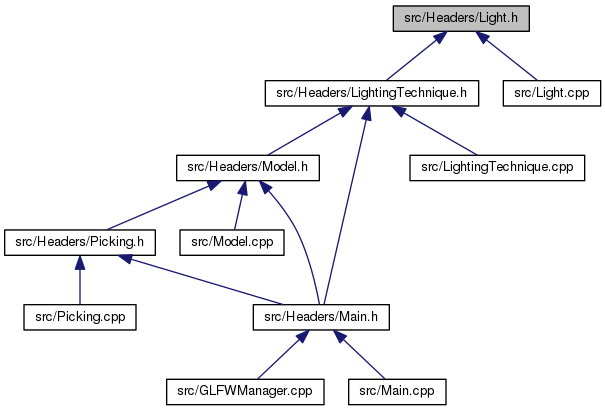 src/Headers/Light.h
src/Headers/LightingTechnique.h
src/Light.cpp
src/Headers/Model.h
src/LightingTechnique.cpp
src/Headers/Picking.h
src/Model.cpp
src/Picking.cpp
src/Headers/Main.h
src/GLFWManager.cpp
src/Main.cpp